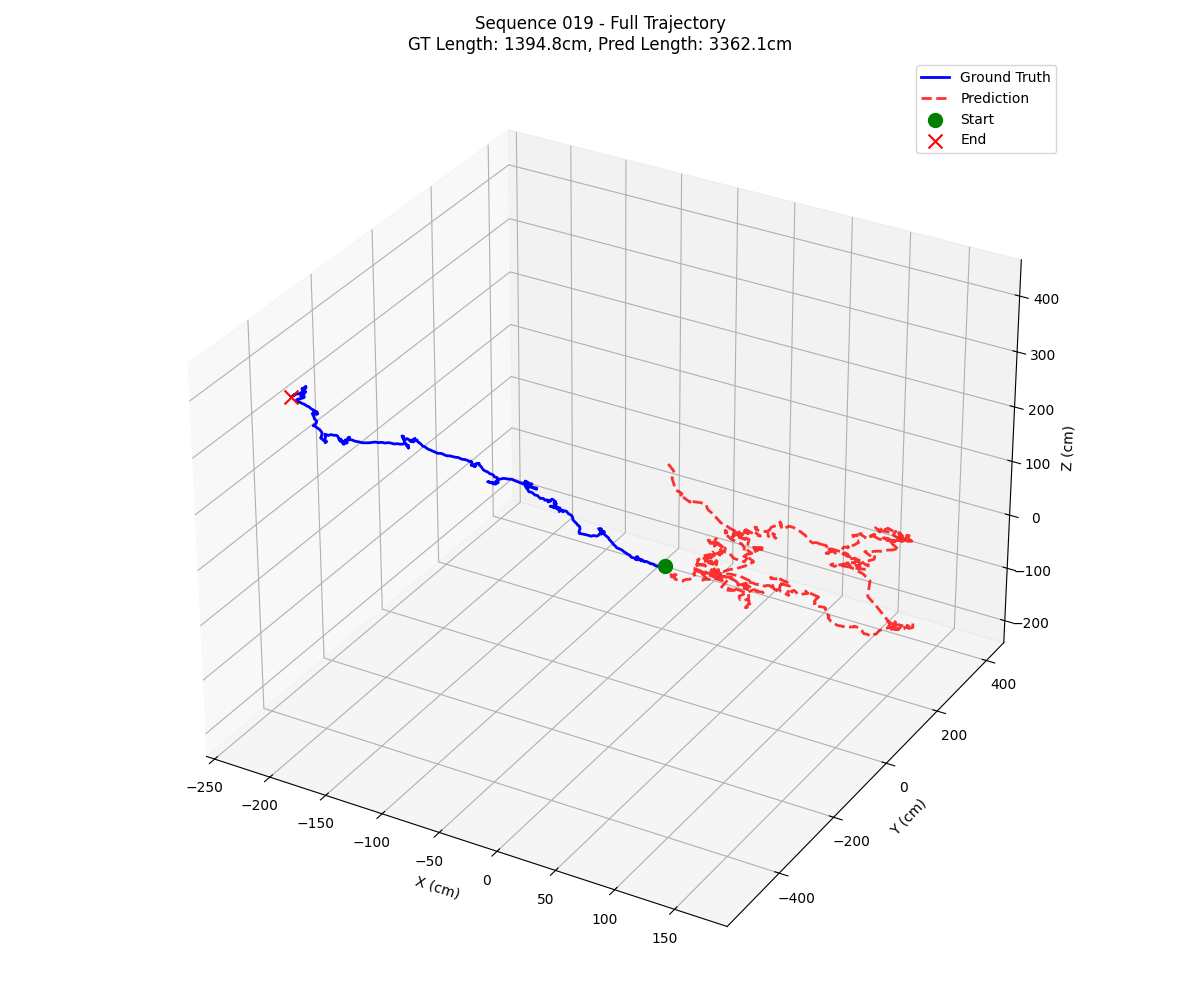 Sequence 019 - Full Trajectory
GT Length: 1394.8cm, Pred Length: 3362.1cm
Ground Truth
Prediction
Start
End
400
300
200
100
0
−100
−200
Z (cm)
400
200
0
−200
−400
Y (cm)
−250
−200
−150
−100
−50
0
50
100
150
X (cm)